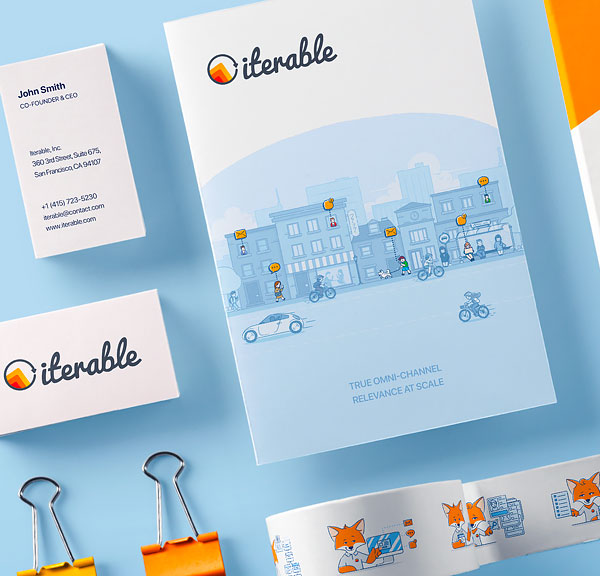 John Smith
CO-FOUNDER & CEO
Iterable, Inc.
360 3rd Street, Suite 675,
San Francisco, CA 94107
+1 (415) 723-5230
iterable@contact.com
www.iterable.com
iterable
iterable
TRUE OMNI-CHANNEL
RELEVANCE AT SCALE